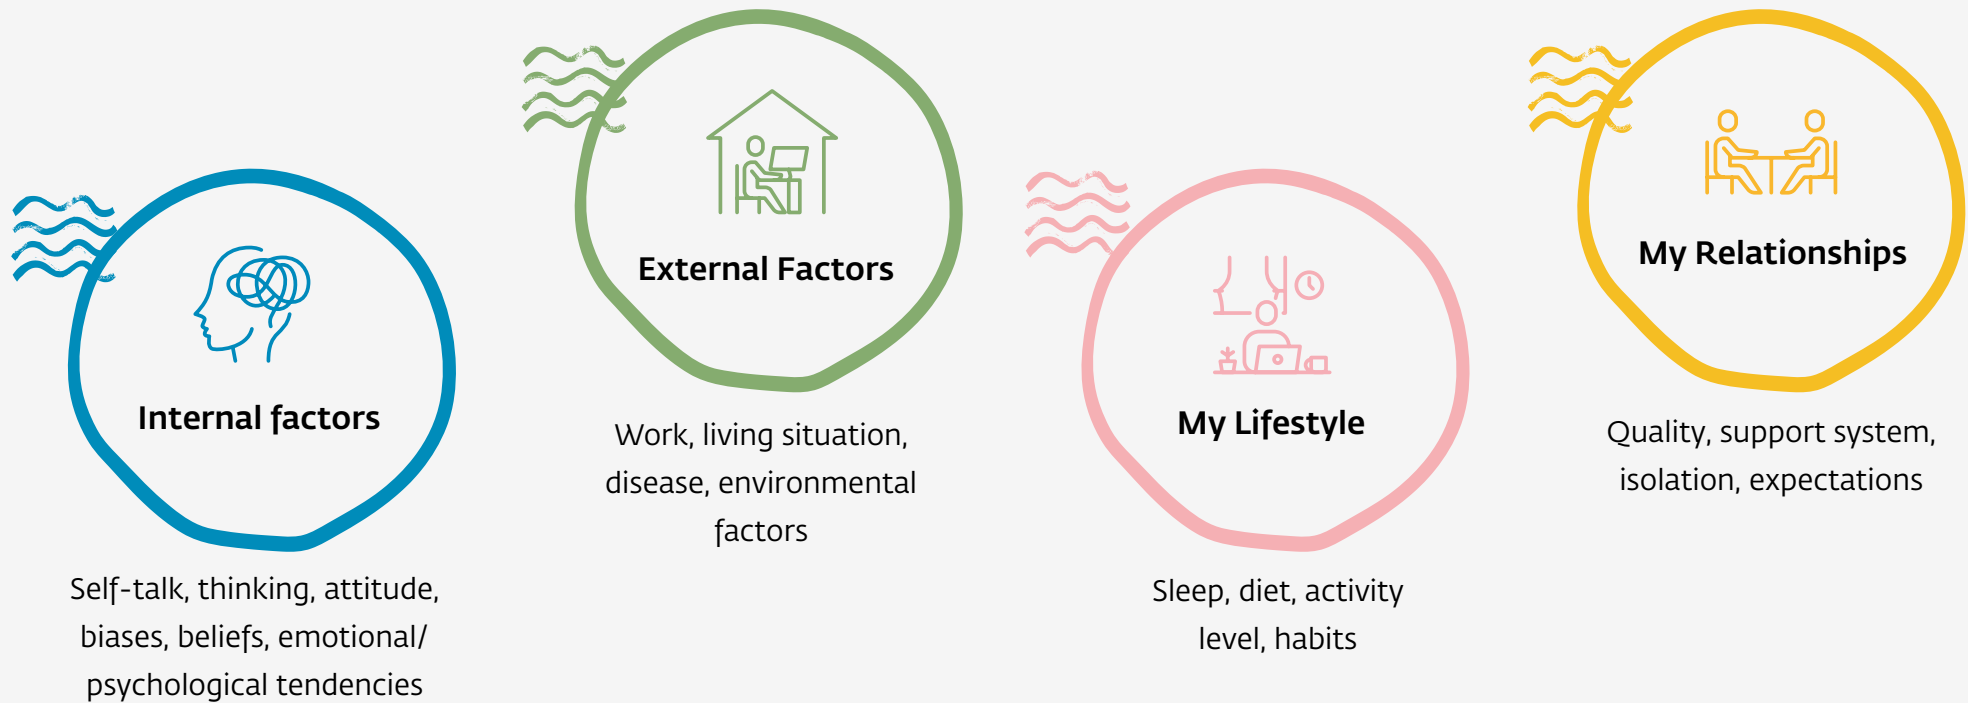 Internal factors
Self-talk, thinking, attitude,
biases, beliefs, emotional/
psychological tendencies
External Factors
Work, living situation,
disease, environmental
factors
My Lifestyle
Sleep, diet, activity
level, habits
My Relationships
Quality, support system,
isolation, expectations